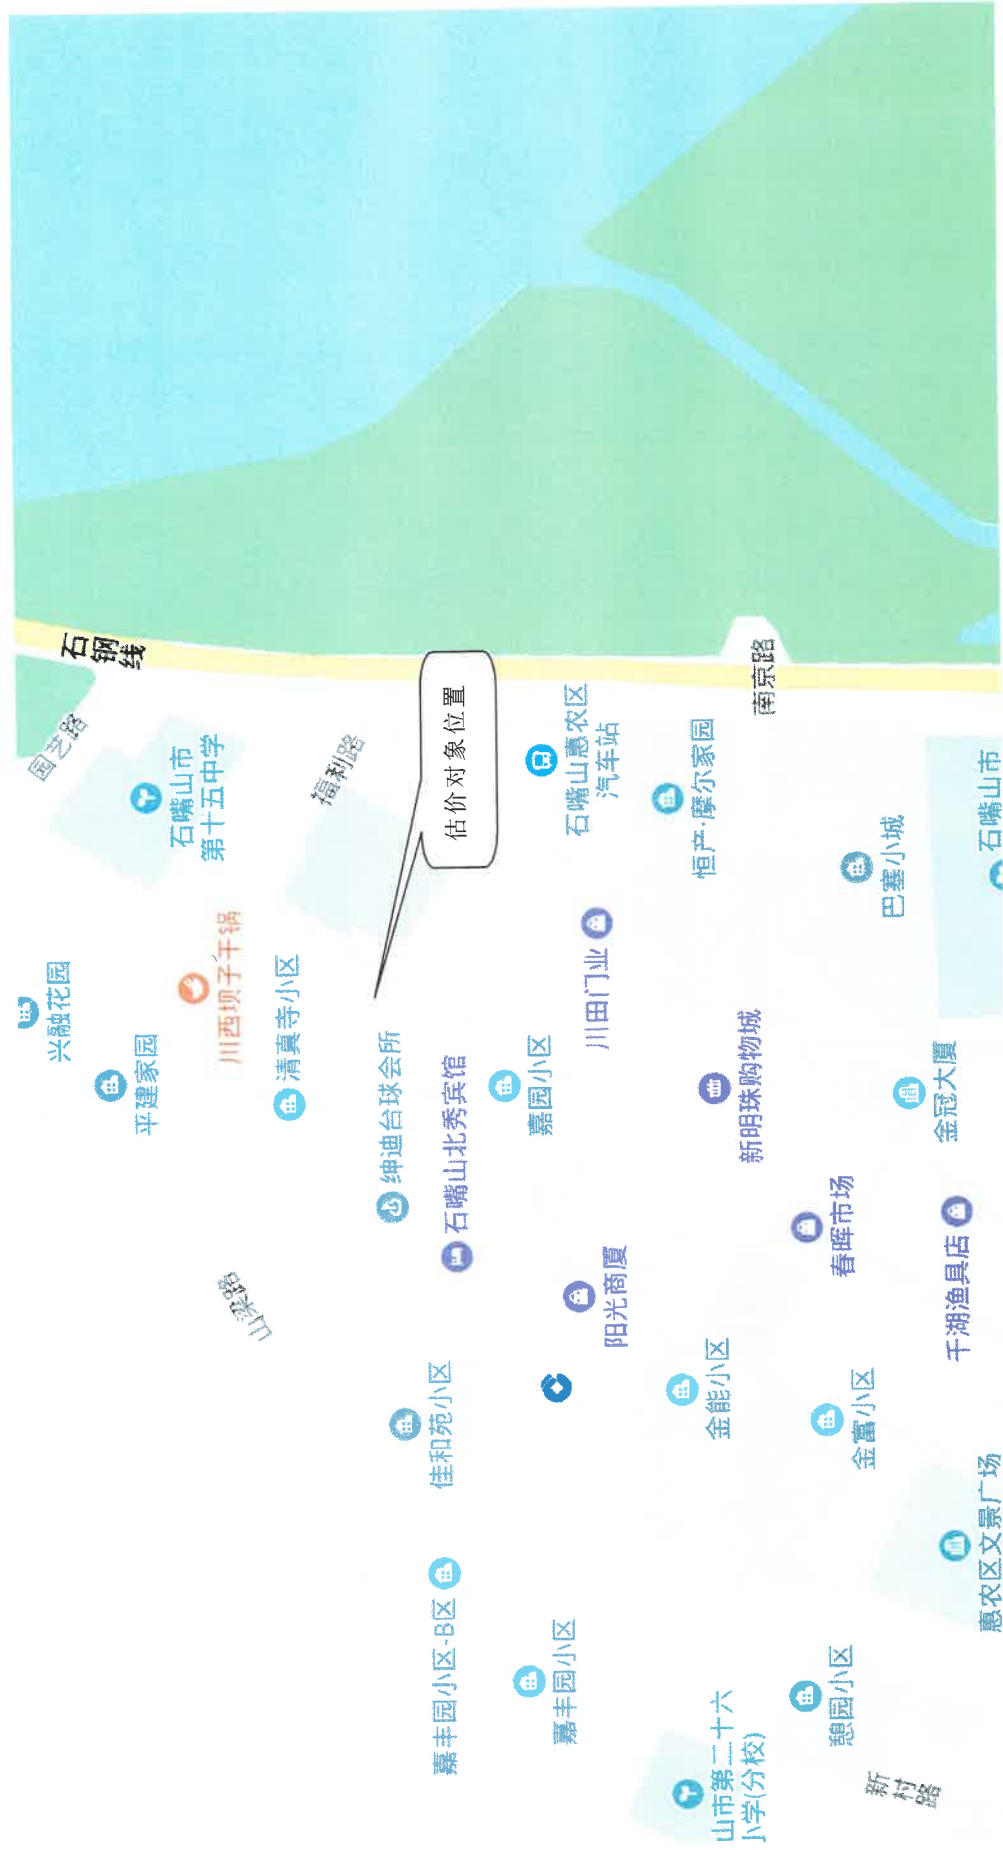 兴融花园
园艺路
石钢线
平建家园
石嘴山市
第十五中学
川西坝子干锅
清真寺小区
福利路
山梁路
绅迪台球会所
石嘴山北秀宾馆
估价对象位置
佳和苑小区
嘉丰园小区-B区
嘉园小区
石嘴山惠农区
汽车站
川田门业
阳光商厦
嘉丰园小区
恒产·摩尔家园
金能小区
新明珠购物城
南京路
山市第二十六
小学(分校)
春晖市场
巴塞小城
金富小区
憩园小区
新村路
金冠大厦
千湖渔具店
惠农区文景广场
石嘴山市